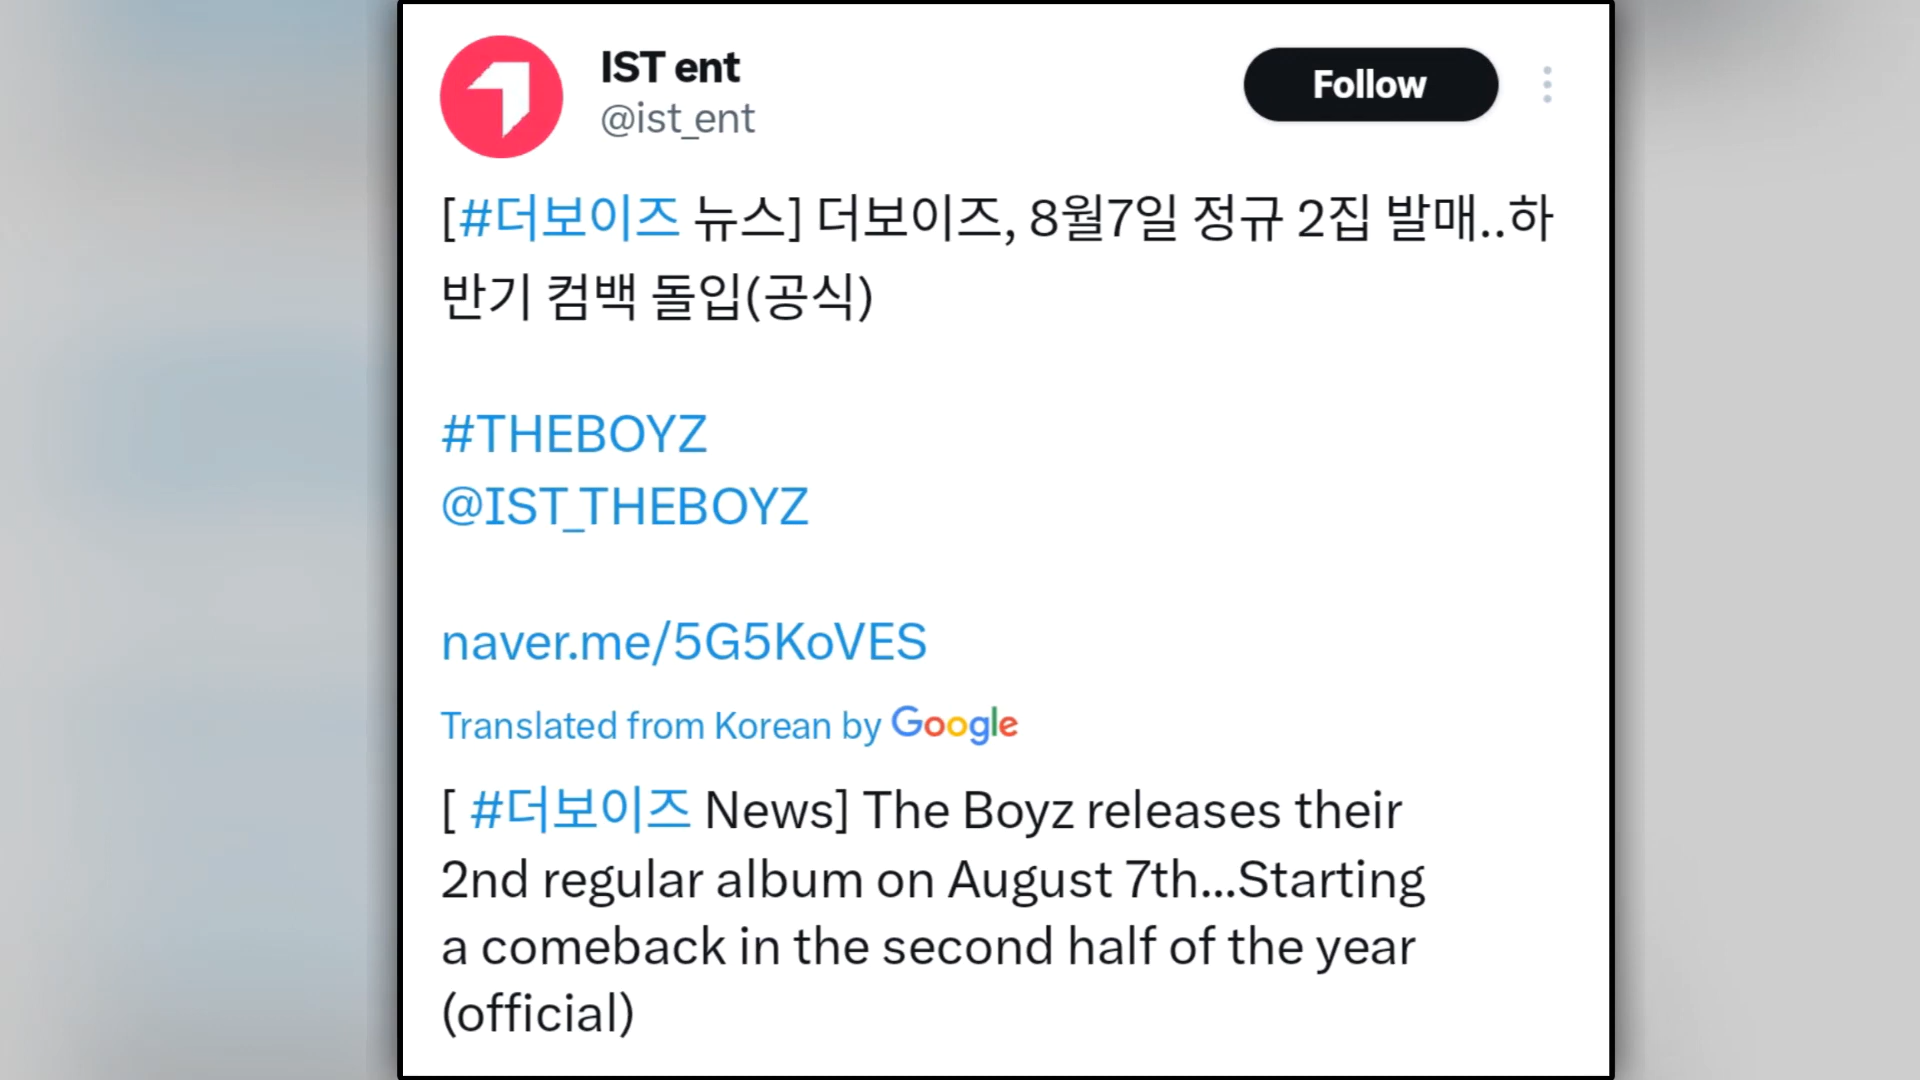 IST ent
@ist_ent
Follow
[#더보이즈 뉴스] 더보이즈, 8월7일 정규 2집 발매..하
반기 컴백 돌입(공식)
#THEBOYZ
@IST_THEBOYZ
naver.me/5G5KoVES
Translated from Korean by Google
[ #더보이즈 News] The Boyz releases their
2nd regular album on August 7th...Starting
a comeback in the second half of the year
(official)